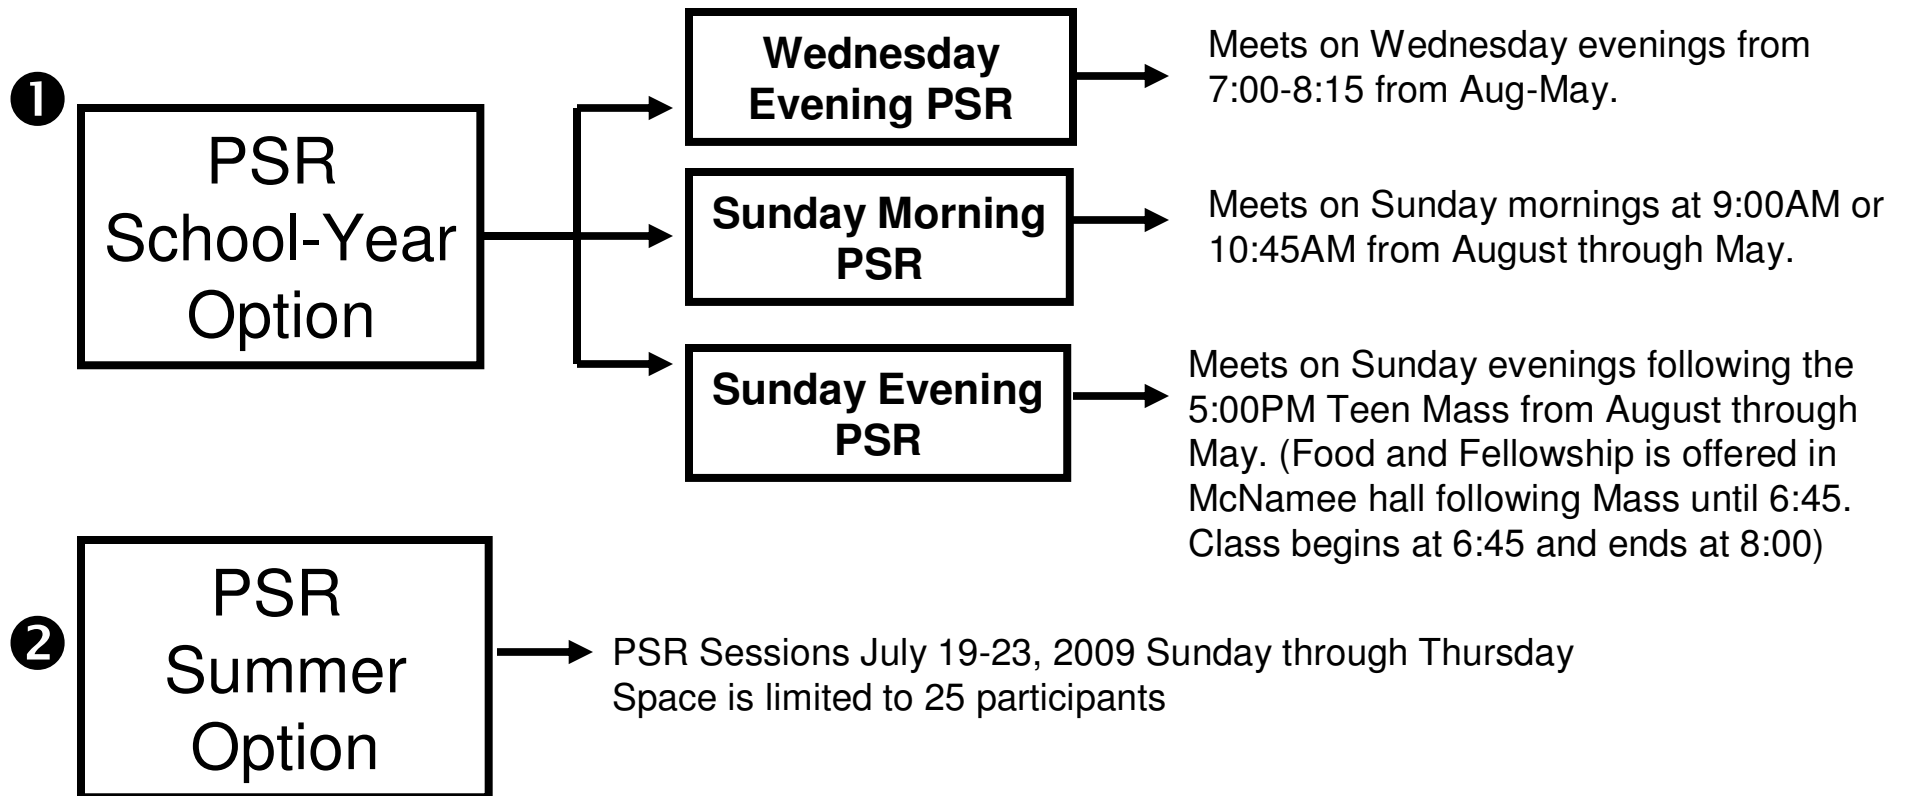 ❶
PSR
School-Year
Option
Wednesday
Evening PSR
Meets on Wednesday evenings from
7:00-8:15 from Aug-May.
Sunday Morning
PSR
Meets on Sunday mornings at 9:00AM or
10:45AM from August through May.
Sunday Evening
PSR
Meets on Sunday evenings following the
5:00PM Teen Mass from August through
May. (Food and Fellowship is offered in
McNamee hall following Mass until 6:45.
Class begins at 6:45 and ends at 8:00)
❷
PSR
Summer
Option
PSR Sessions July 19-23, 2009 Sunday through Thursday
Space is limited to 25 participants